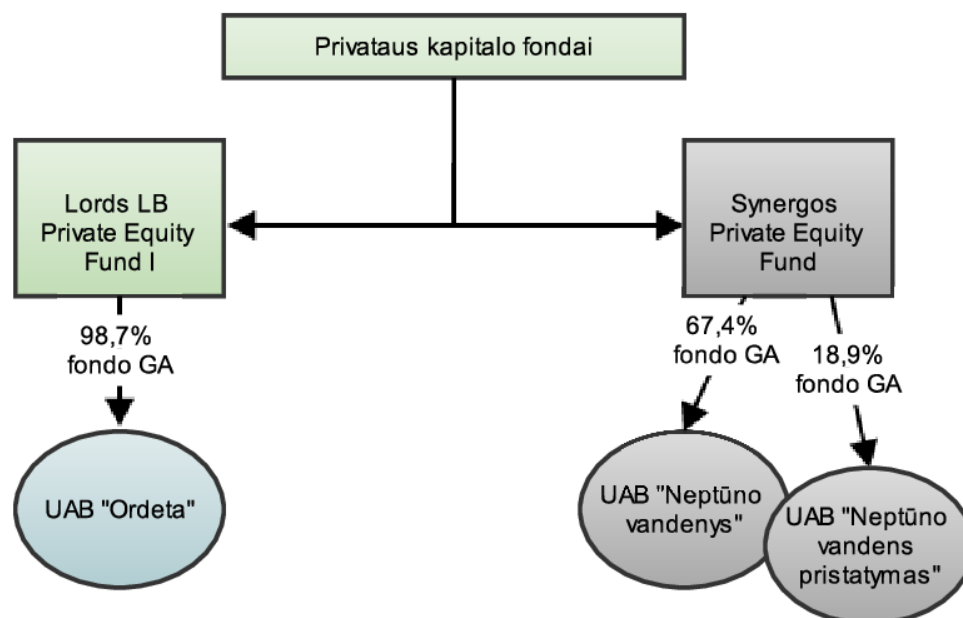 Privataus kapitalo fondai
Lords LB
Private Equity
Fund I
Synergos
Private Equity
Fund
98,7%
fondo GA
67,4%
fondo GA
18,9%
fondo GA
UAB "Ordeta"
UAB "Neptūno
vandenys"
UAB "Neptūno
vandens
pristatymas"